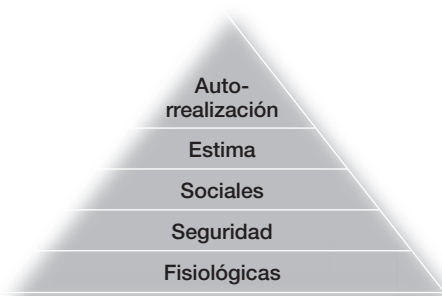 Auto-
rrealización
Estima
Sociales
Seguridad
Fisiológicas